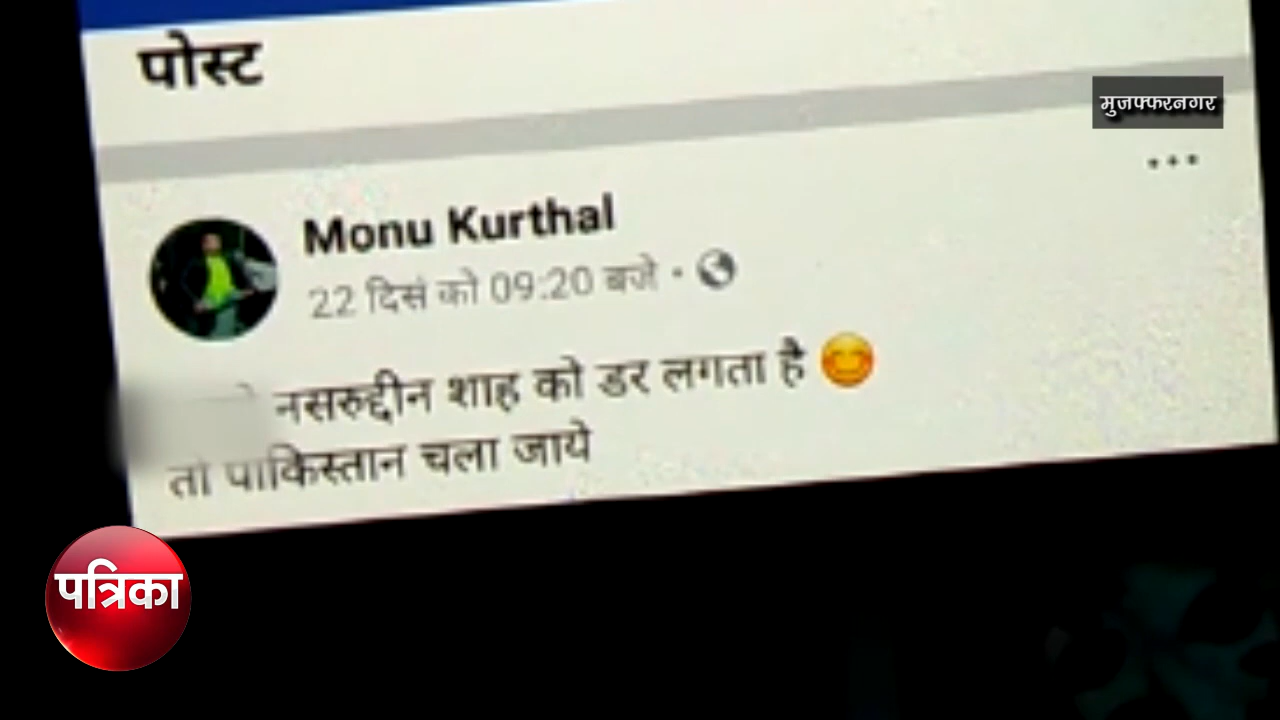 पोस्ट
मुजफ्फरनगर
Monu Kurthal
22 दिसं को 09:20 बजे
नसरुद्दीन शाह को डर लगता है 😊
तो पाकिस्तान चला जाये
पत्रिका